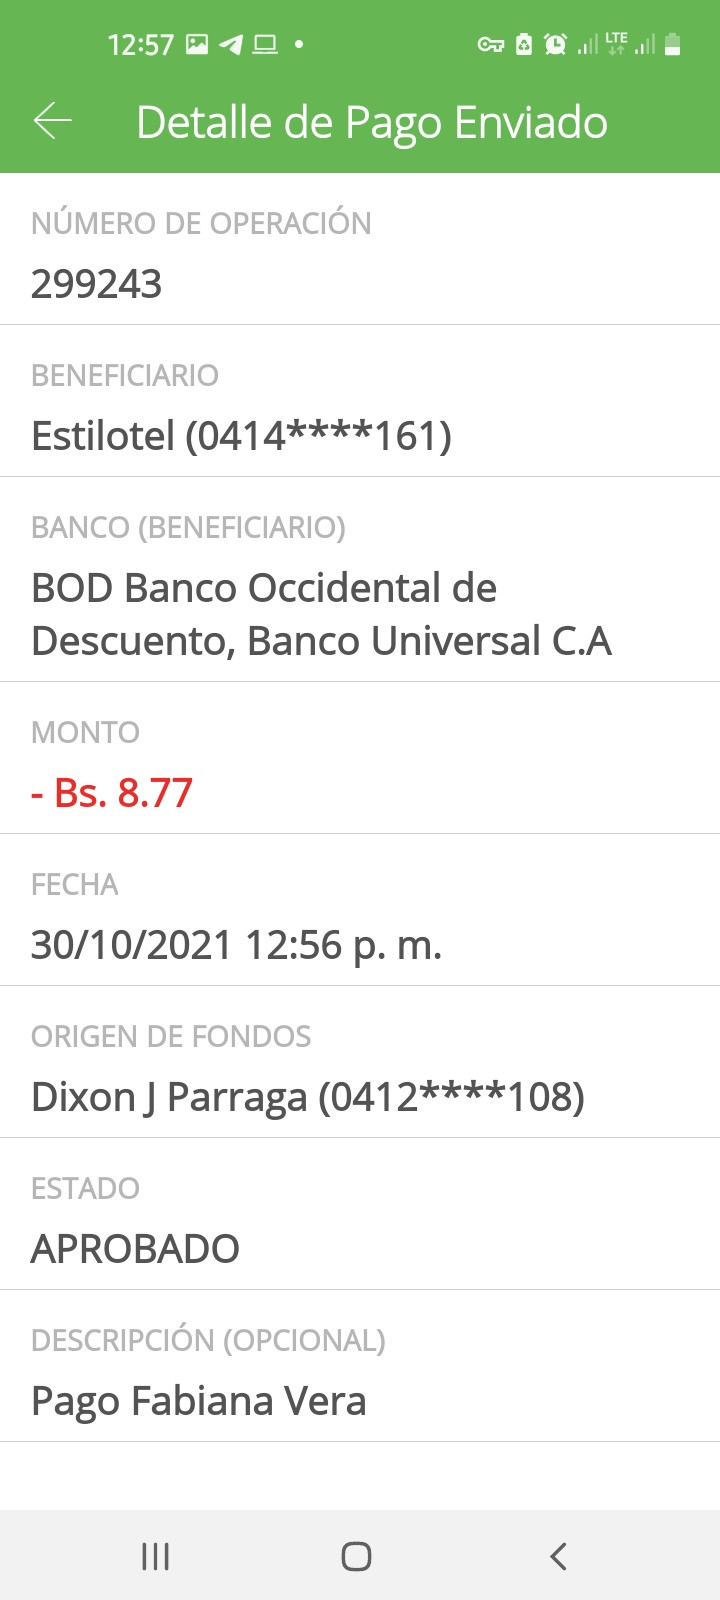 12:57
LTE
Detalle de Pago Enviado
NÚMERO DE OPERACIÓN
299243
BENEFICIARIO
Estilotel (0414****161)
BANCO (BENEFICIARIO)
BOD Banco Occidental de
Descuento, Banco Universal C.A
MONTO
- Bs. 8.77
FECHA
30/10/2021 12:56 p. m.
ORIGEN DE FONDOS
Dixon J Parraga (0412****108)
ESTADO
APROBADO
DESCRIPCIÓN (OPCIONAL)
Pago Fabiana Vera